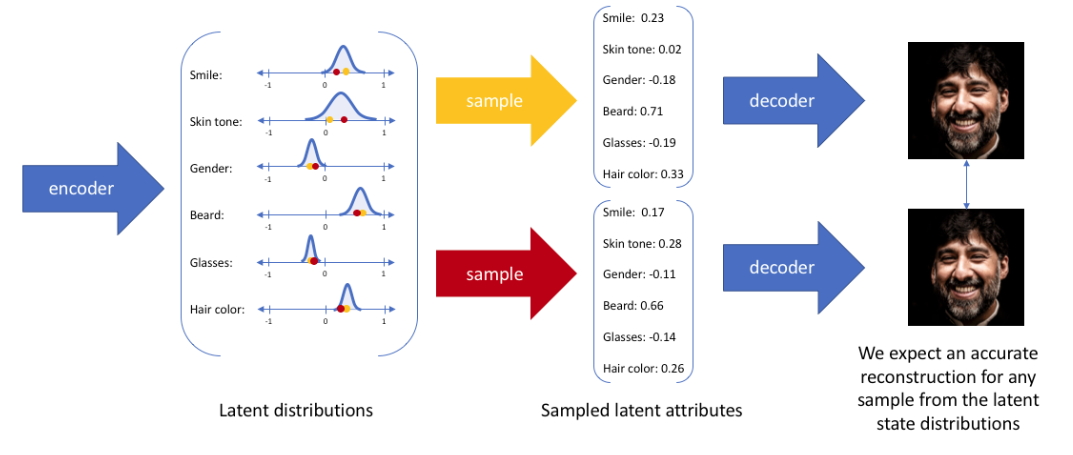 encoder
Smile:
-1 0 1
Skin tone:
-1 0 1
Gender:
-1 0 1
Beard:
-1 0 1
Glasses:
-1 0 1
Hair color:
-1 0 1
Latent distributions
sample
sample
Smile: 0.23
Skin tone: 0.02
Gender: -0.18
Beard: 0.71
Glasses: -0.19
Hair color: 0.33
Smile: 0.17
Skin tone: 0.28
Gender: -0.11
Beard: 0.66
Glasses: -0.14
Hair color: 0.26
Sampled latent attributes
decoder
decoder
We expect an accurate
reconstruction for any
sample from the latent
state distributions